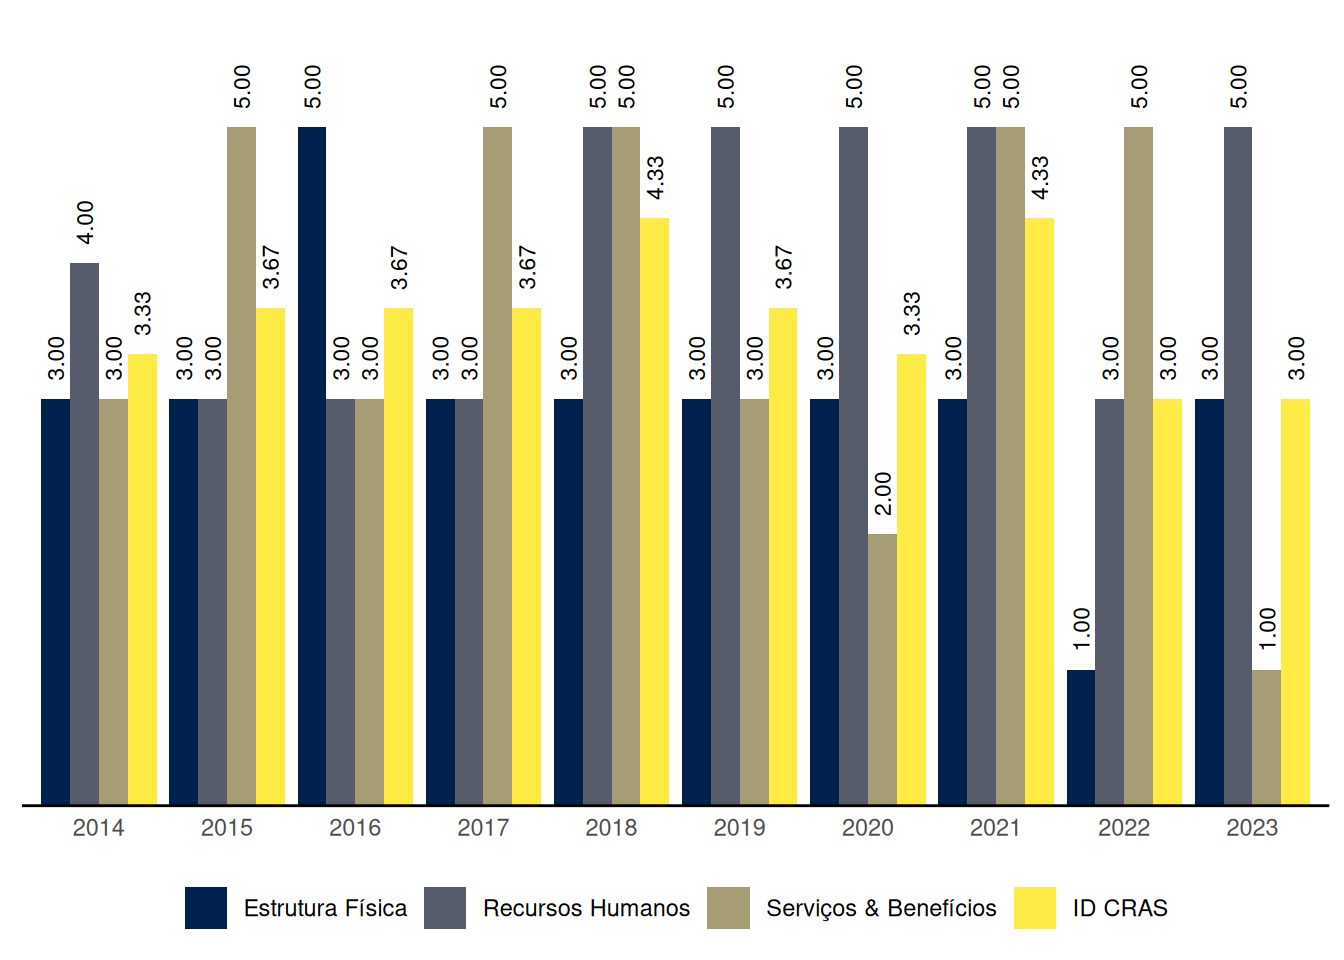 5.00 5.00 5.00 5.00 5.00 5.00 5.00 5.00 5.00 5.00 5.00
4.33 4.33
4.00
3.67 3.67 3.67 3.67
3.33 3.33
3.00 3.00 3.00 3.00 3.00 3.00 3.00 3.00 3.00 3.00 3.00 3.00 3.00 3.00 3.00 3.00 3.00
2.00
1.00 1.00
2014 2015 2016 2017 2018 2019 2020 2021 2022 2023
Estrutura Física Recursos Humanos Serviços & Benefícios ID CRAS